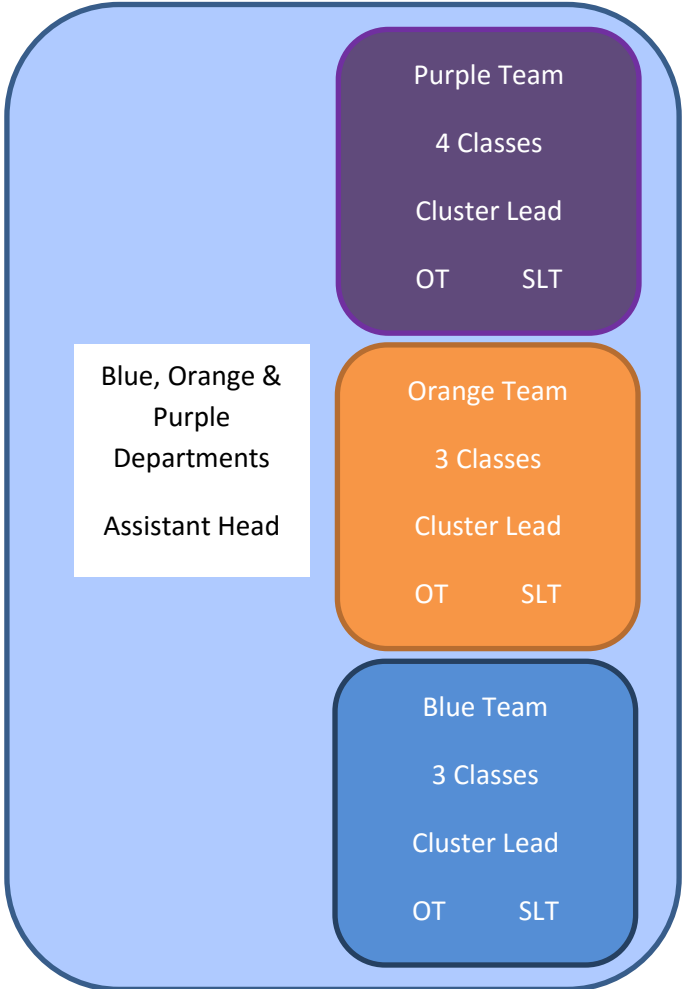 Purple Team
4 Classes
Cluster Lead
OT SLT
Blue, Orange &
Purple
Departments
Assistant Head
Orange Team
3 Classes
Cluster Lead
OT SLT
Blue Team
3 Classes
Cluster Lead
OT SLT